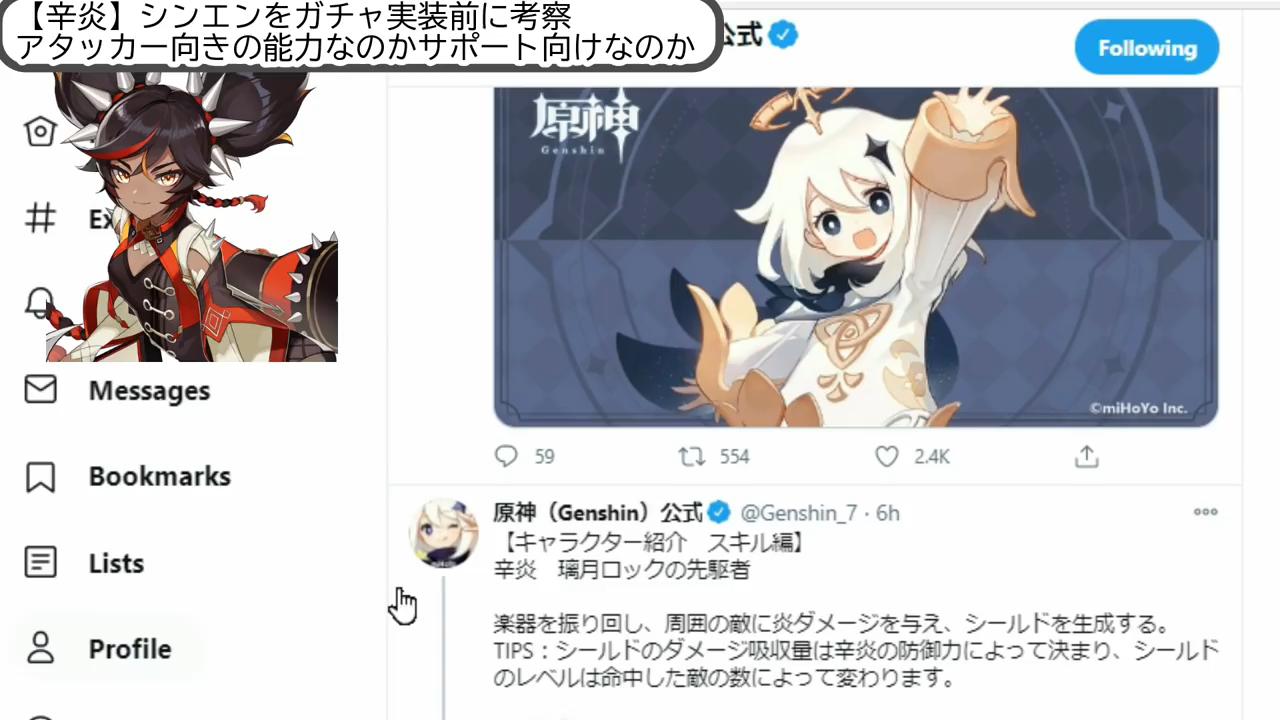 【辛炎】シンエンをガチャ実装前に考察
アタッカー向きの能力なのかサポート向けなのか
公式
Following
原神
Genshin
Ex
©miHoYo Inc.
Messages
59
554
2.4K
Bookmarks
原神（Genshin）公式 @Genshin_7 · 6h
【キャラクター紹介 スキル編】
辛炎 璃月ロックの先駆者
Lists
楽器を振り回し、周囲の敵に炎ダメージを与え、シールドを生成する。
TIPS：シールドのダメージ吸収量は辛炎の防御力によって決まり、シールド
のレベルは命中した敵の数によって変わります。
Profile